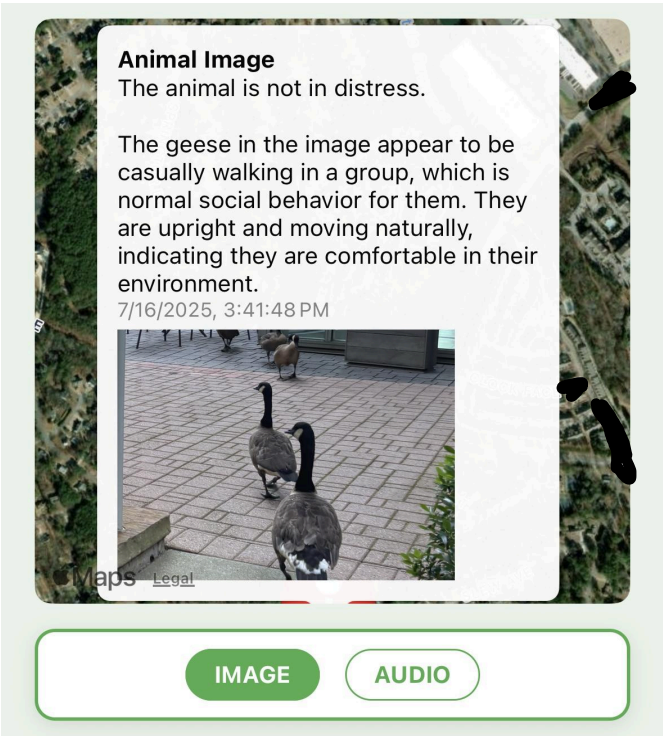 Animal Image
The animal is not in distress.
The geese in the image appear to be
casually walking in a group, which is
normal social behavior for them. They
are upright and moving naturally,
indicating they are comfortable in their
environment.
7/16/2025, 3:41:48 PM
Maps Legal
IMAGE AUDIO